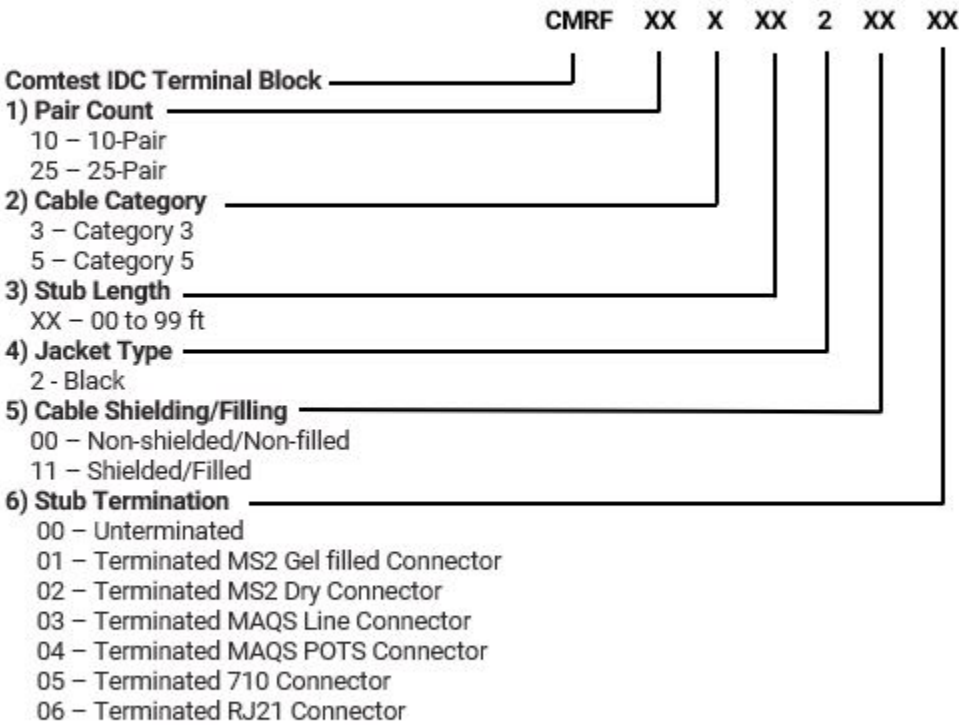 CMRF XX X XX 2 XX XX
Comtest IDC Terminal Block
1) Pair Count
10 – 10-Pair
25 – 25-Pair
2) Cable Category
3 – Category 3
5 – Category 5
3) Stub Length
XX – 00 to 99 ft
4) Jacket Type
2 - Black
5) Cable Shielding/Filling
00 – Non-shielded/Non-filled
11 – Shielded/Filled
6) Stub Termination
00 – Unterminated
01 – Terminated MS2 Gel filled Connector
02 – Terminated MS2 Dry Connector
03 – Terminated MAQS Line Connector
04 – Terminated MAQS POTS Connector
05 – Terminated 710 Connector
06 – Terminated RJ21 Connector